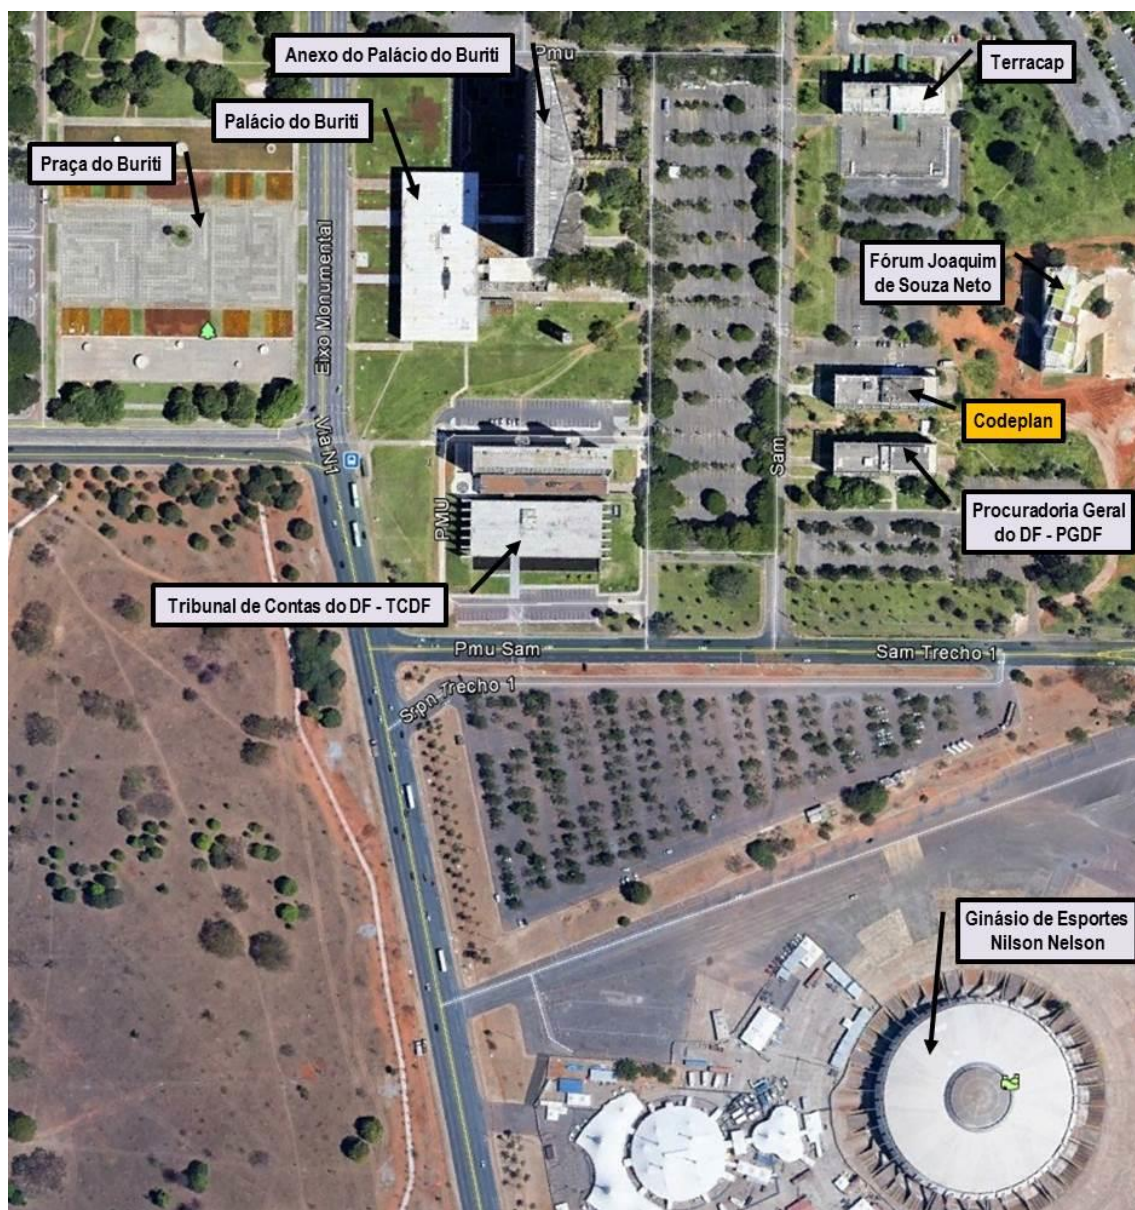 Pmu
Anexo do Palácio do Buriti
Terracap
Palácio do Buriti
Praça do Buriti
Eixo Monumental
Fórum Joaquim
de Souza Neto
Codeplan
Via N1
Sam
PMU
Procuradoria Geral
do DF - PGDF
Tribunal de Contas do DF - TCDF
Pmu Sam
Sam Trecho 1
Srpn Trecho 1
Ginásio de Esportes
Nilson Nelson